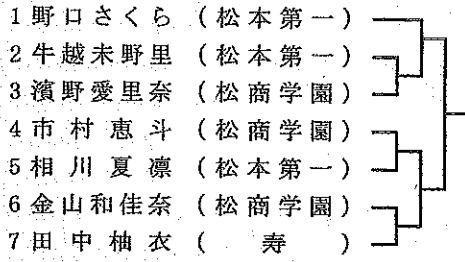 1 野口さくら (松本第一)
2 牛越未野里 (松本第一)
3 濱野愛里奈 (松商学園)
4 市村恵斗 (松商学園)
5 相川夏凛 (松本第一)
6 金山和佳奈 (松商学園)
7 田中柚衣 (寿)